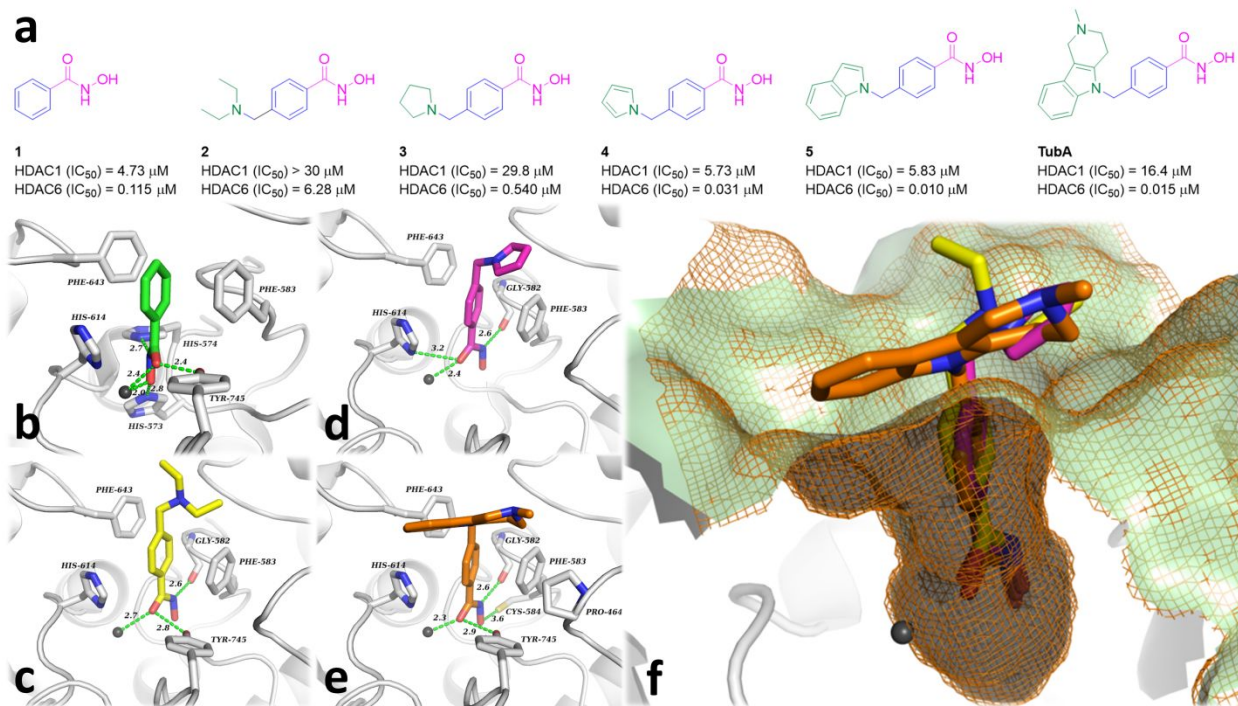 a
O
N
H
OH
N
O
N
H
OH
N
O
N
H
OH
N
O
N
H
OH
N
O
N
H
OH
N
N
O
N
H
OH
1
HDAC1 (IC50) = 4.73 μM
HDAC6 (IC50) = 0.115 μM
2
HDAC1 (IC50) > 30 μM
HDAC6 (IC50) = 6.28 μM
3
HDAC1 (IC50) = 29.8 μM
HDAC6 (IC50) = 0.540 μM
4
HDAC1 (IC50) = 5.73 μM
HDAC6 (IC50) = 0.031 μM
5
HDAC1 (IC50) = 5.83 μM
HDAC6 (IC50) = 0.010 μM
TubA
HDAC1 (IC50) = 16.4 μM
HDAC6 (IC50) = 0.015 μM
PHE-643
PHE-583
HIS-614
HIS-574
2.7
2.4
2.4
2.8
TYR-745
HIS-573
b
PHE-643
GLY-582
HIS-614
PHE-583
2.6
3.2
2.4
d
PHE-643
GLY-582
HIS-614
PHE-583
2.6
2.7
2.8
TYR-745
c
PHE-643
GLY-582
HIS-614
PHE-583
2.6
CYS-584
PRO-464
2.3
3.6
2.9
TYR-745
e
f